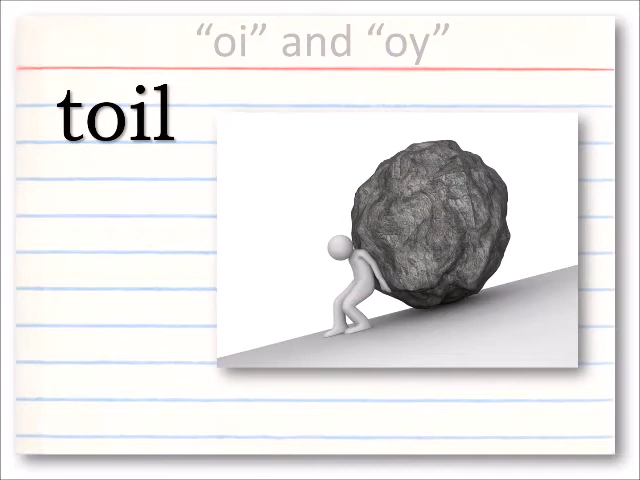 “oi” and “oy”
toil